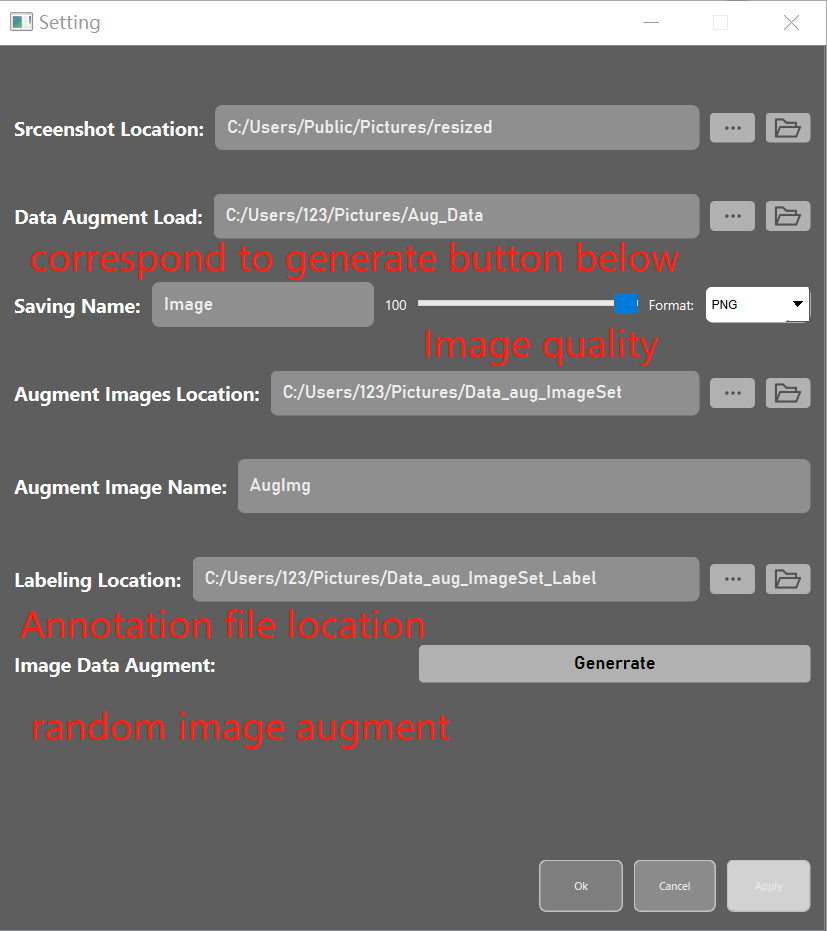 Setting
Srceenshot Location: C:/Users/Public/Pictures/resized ...
Data Augment Load: C:/Users/123/Pictures/Aug_Data ...
correspond to generate button below
Saving Name: Image 100 Format: PNG
Image quality
Augment Images Location: C:/Users/123/Pictures/Data_aug_ImageSet ...
Augment Image Name: AugImg
Labeling Location: C:/Users/123/Pictures/Data_aug_ImageSet_Label ...
Annotation file location
Image Data Augment: Generrate
random image augment
Ok Cancel Apply